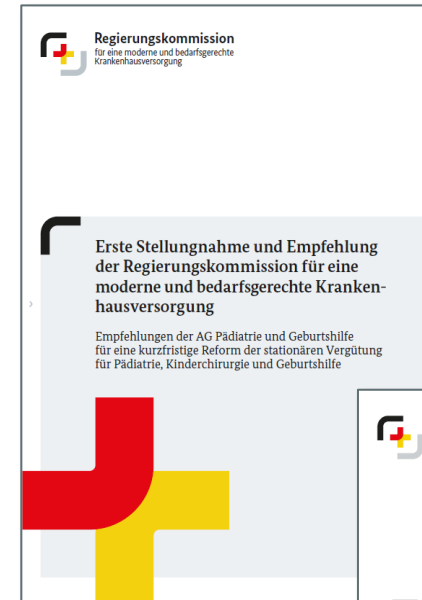 Regierungskommission
für eine moderne und bedarfsgerechte
Krankenhausversorgung
Erste Stellungnahme und Empfehlung
der Regierungskommission für eine
moderne und bedarfsgerechte Kranken-
hausversorgung
Empfehlungen der AG Pädiatrie und Geburtshilfe
für eine kurzfristige Reform der stationären Vergütung
für Pädiatrie, Kinderchirurgie und Geburtshilfe